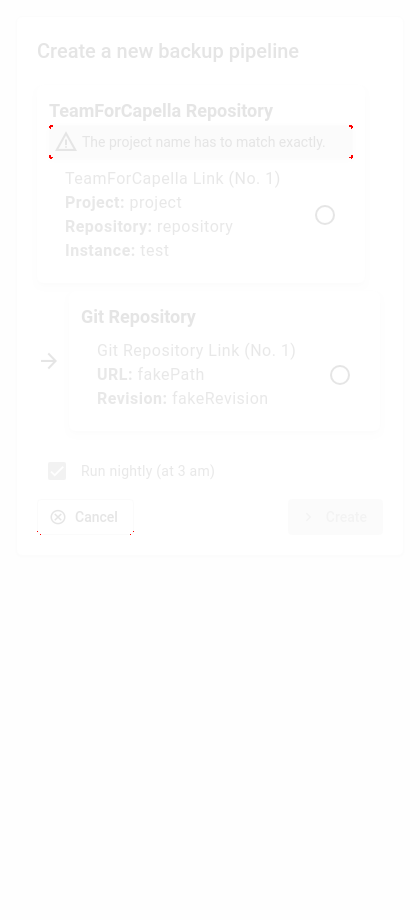 Create a new backup pipeline
TeamForCapella Repository
The project name has to match exactly.
TeamForCapella Link (No. 1)
Project: project
Repository: repository
Instance: test
Git Repository
Git Repository Link (No. 1)
URL: fakePath
Revision: fakeRevision
Run nightly (at 3 am)
Cancel
Create